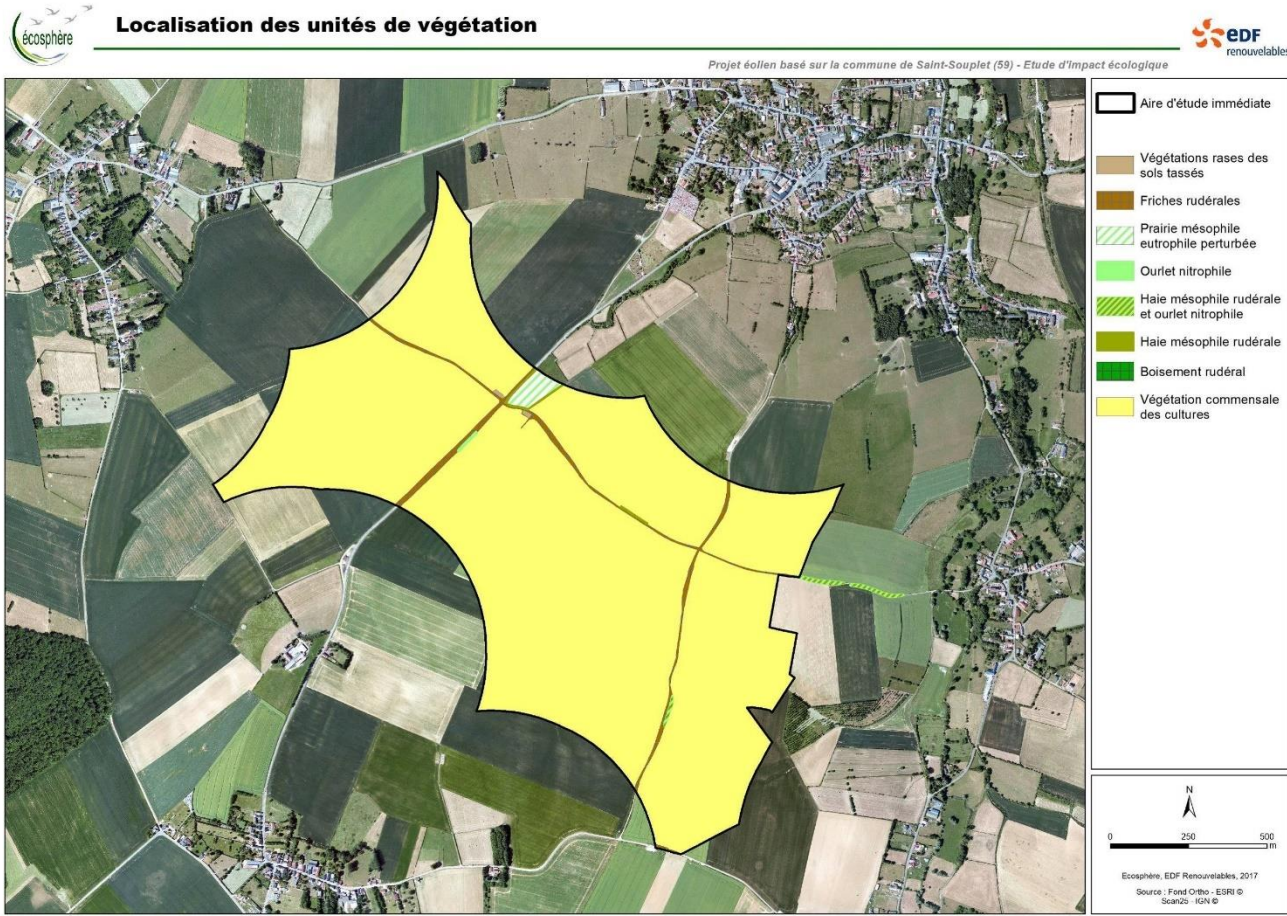 écosphère
Localisation des unités de végétation
eDF
renouvelables
Projet éolien basé sur la commune de Saint-Souplet (59) - Etude d'impact écologique
Aire d'étude immédiate
Végétations rases des
sols tassés
Friches rudérales
Prairie mésophile
eutrophile perturbée
Ourlet nitrophile
Haie mésophile rudérale
et ourlet nitrophile
Haie mésophile rudérale
Boisement rudéral
Végétation commensale
des cultures
N
0 250 500
m
Ecosphère, EDF Renouvelables, 2017
Source : Fond Ortho - ESRI ©
Scan25 - IGN ©